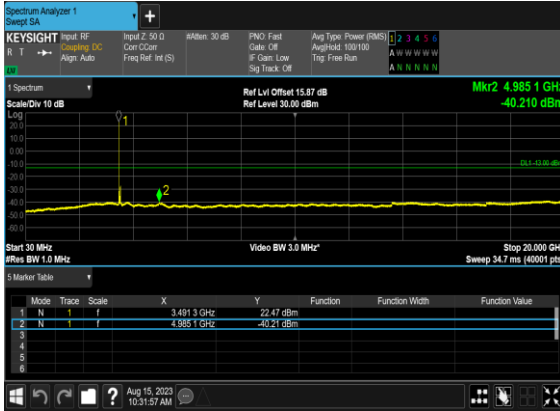 Spectrum Analyzer 1
Swept SA
+
KEYSIGHT
R T
Input: RF
Coupling: DC
Align: Auto
Input Z: 50 Ω
Corr CCorr
Freq Ref: Int (S)
#Atten: 30 dB
PNO: Fast
Gate: Off
IF Gain: Low
Sig Track: Off
Avg Type: Power (RMS)
Avg|Hold: 100/100
Trig: Free Run
1 2 3 4 5 6
A W W W W W
A N N N N N
1 Spectrum
Scale/Div 10 dB
Ref Lvl Offset 15.87 dB
Ref Level 30.00 dBm
Mkr2 4.985 1 GHz
-40.210 dBm
Log
20.0
10.0
0.00
-10.0
-20.0
-30.0
-40.0
-50.0
-60.0
1
2
DL1 -13.00 dBm
Start 30 MHz
#Res BW 1.0 MHz
Video BW 3.0 MHz*
Stop 20.000 GH
Sweep 34.7 ms (40001 pts
5 Marker Table
Mode Trace Scale X Y Function Function Width Function Value
1 N 1 f 3.491 3 GHz 22.47 dBm
2 N 1 f 4.985 1 GHz -40.21 dBm
3
4
5
6
?
Aug 15, 2023
10:31:57 AM